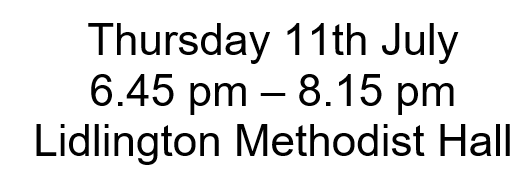 Thursday 11th July
6.45 pm – 8.15 pm
Lidlington Methodist Hall